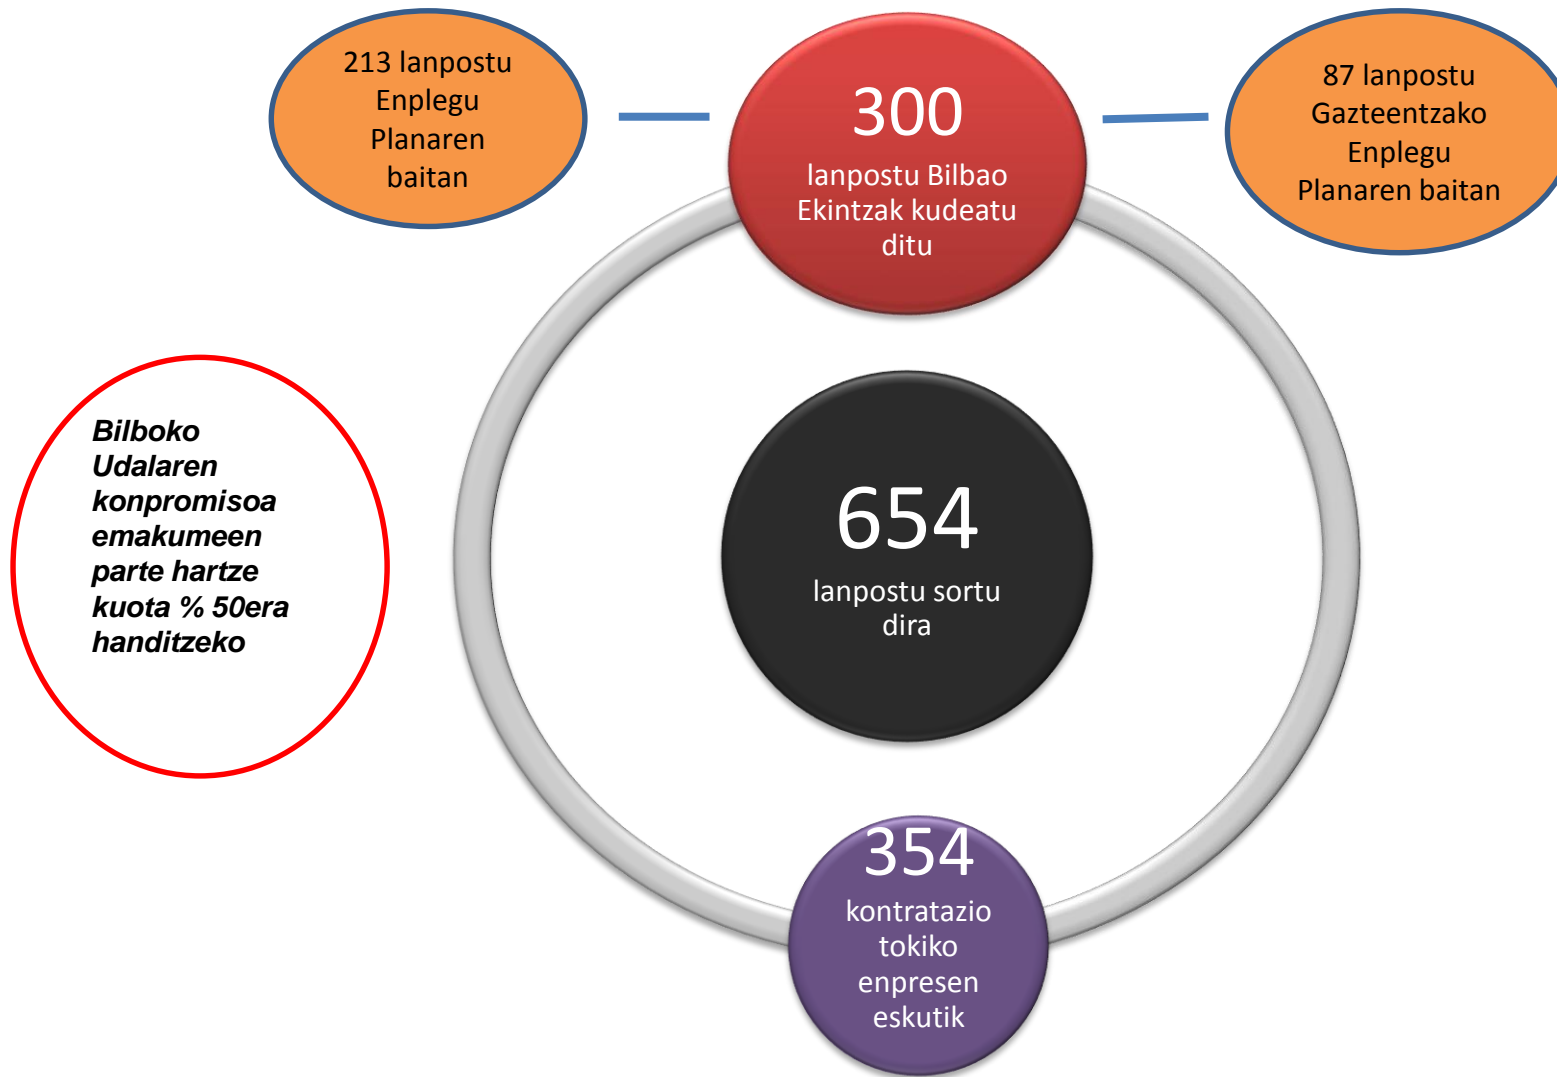 213 lanpostu
Enplegu
Planaren
baitan
300
lanpostu Bilbao
Ekintzak kudeatu
ditu
87 lanpostu
Gazteentzako
Enplegu
Planaren baitan
Bilboko
Udalaren
konpromisoa
emakumeen
parte hartze
kuota % 50era
handitzeko
654
lanpostu sortu
dira
354
kontratazio
tokiko
enpresen
eskutik